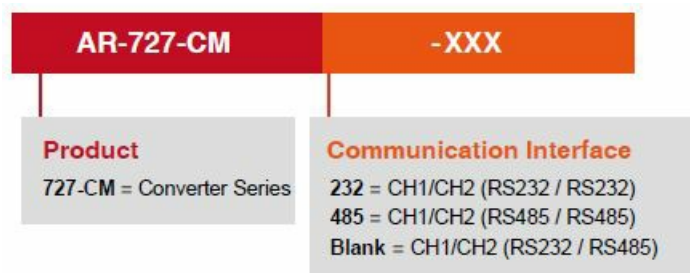 AR-727-CM -XXX
Product
727-CM = Converter Series
Communication Interface
232 = CH1/CH2 (RS232 / RS232)
485 = CH1/CH2 (RS485 / RS485)
Blank = CH1/CH2 (RS232 / RS485)